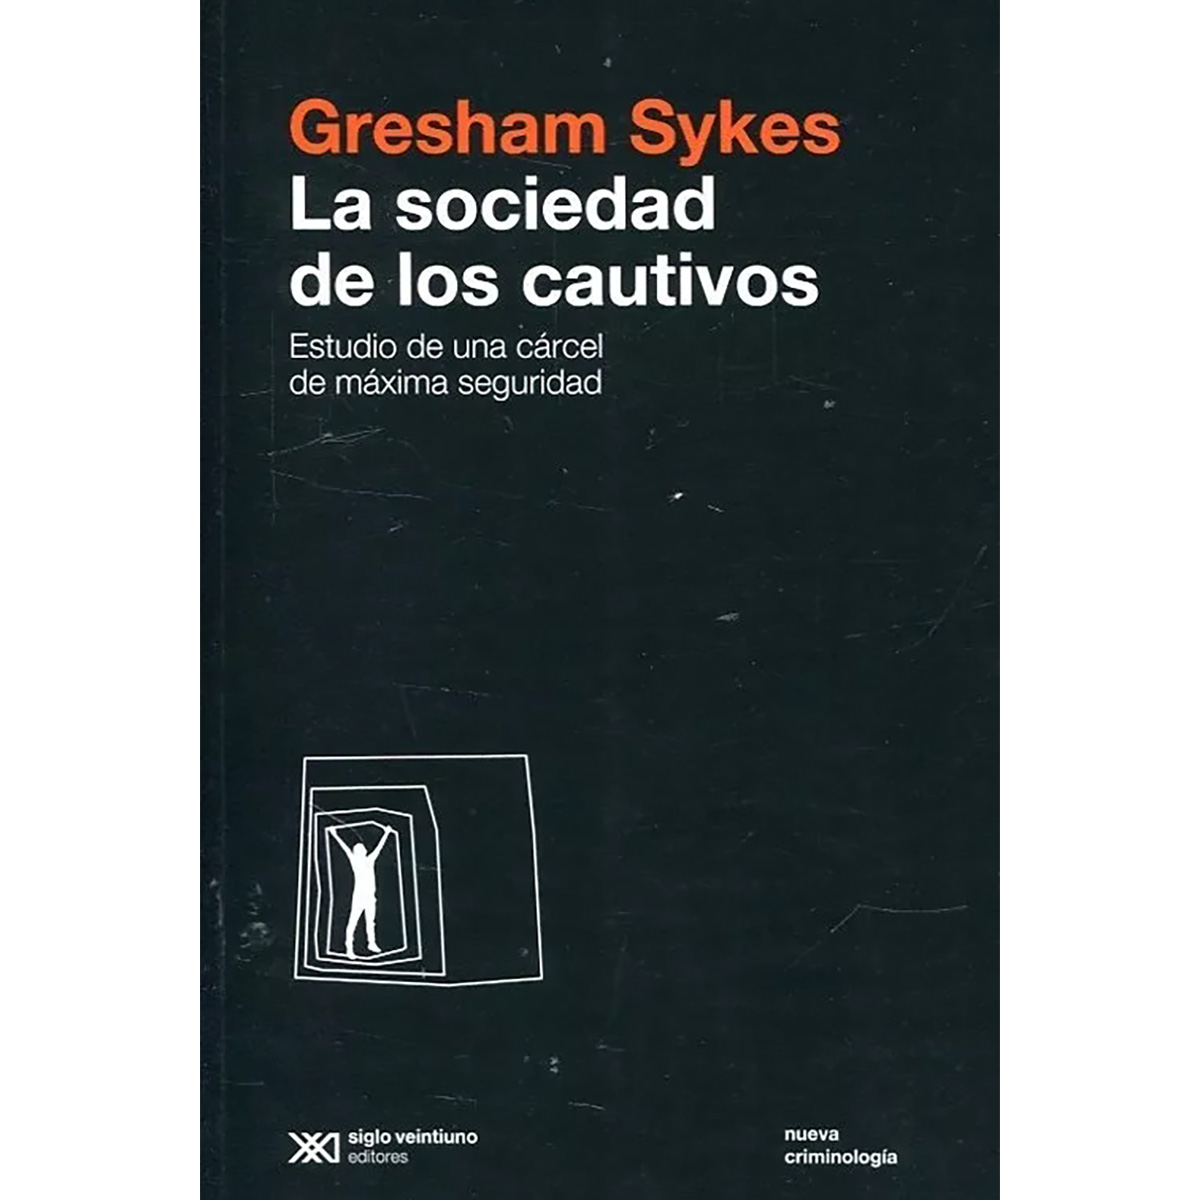 Gresham Sykes
La sociedad
de los cautivos
Estudio de una cárcel
de máxima seguridad
siglo veintiuno
editores
nueva
criminología